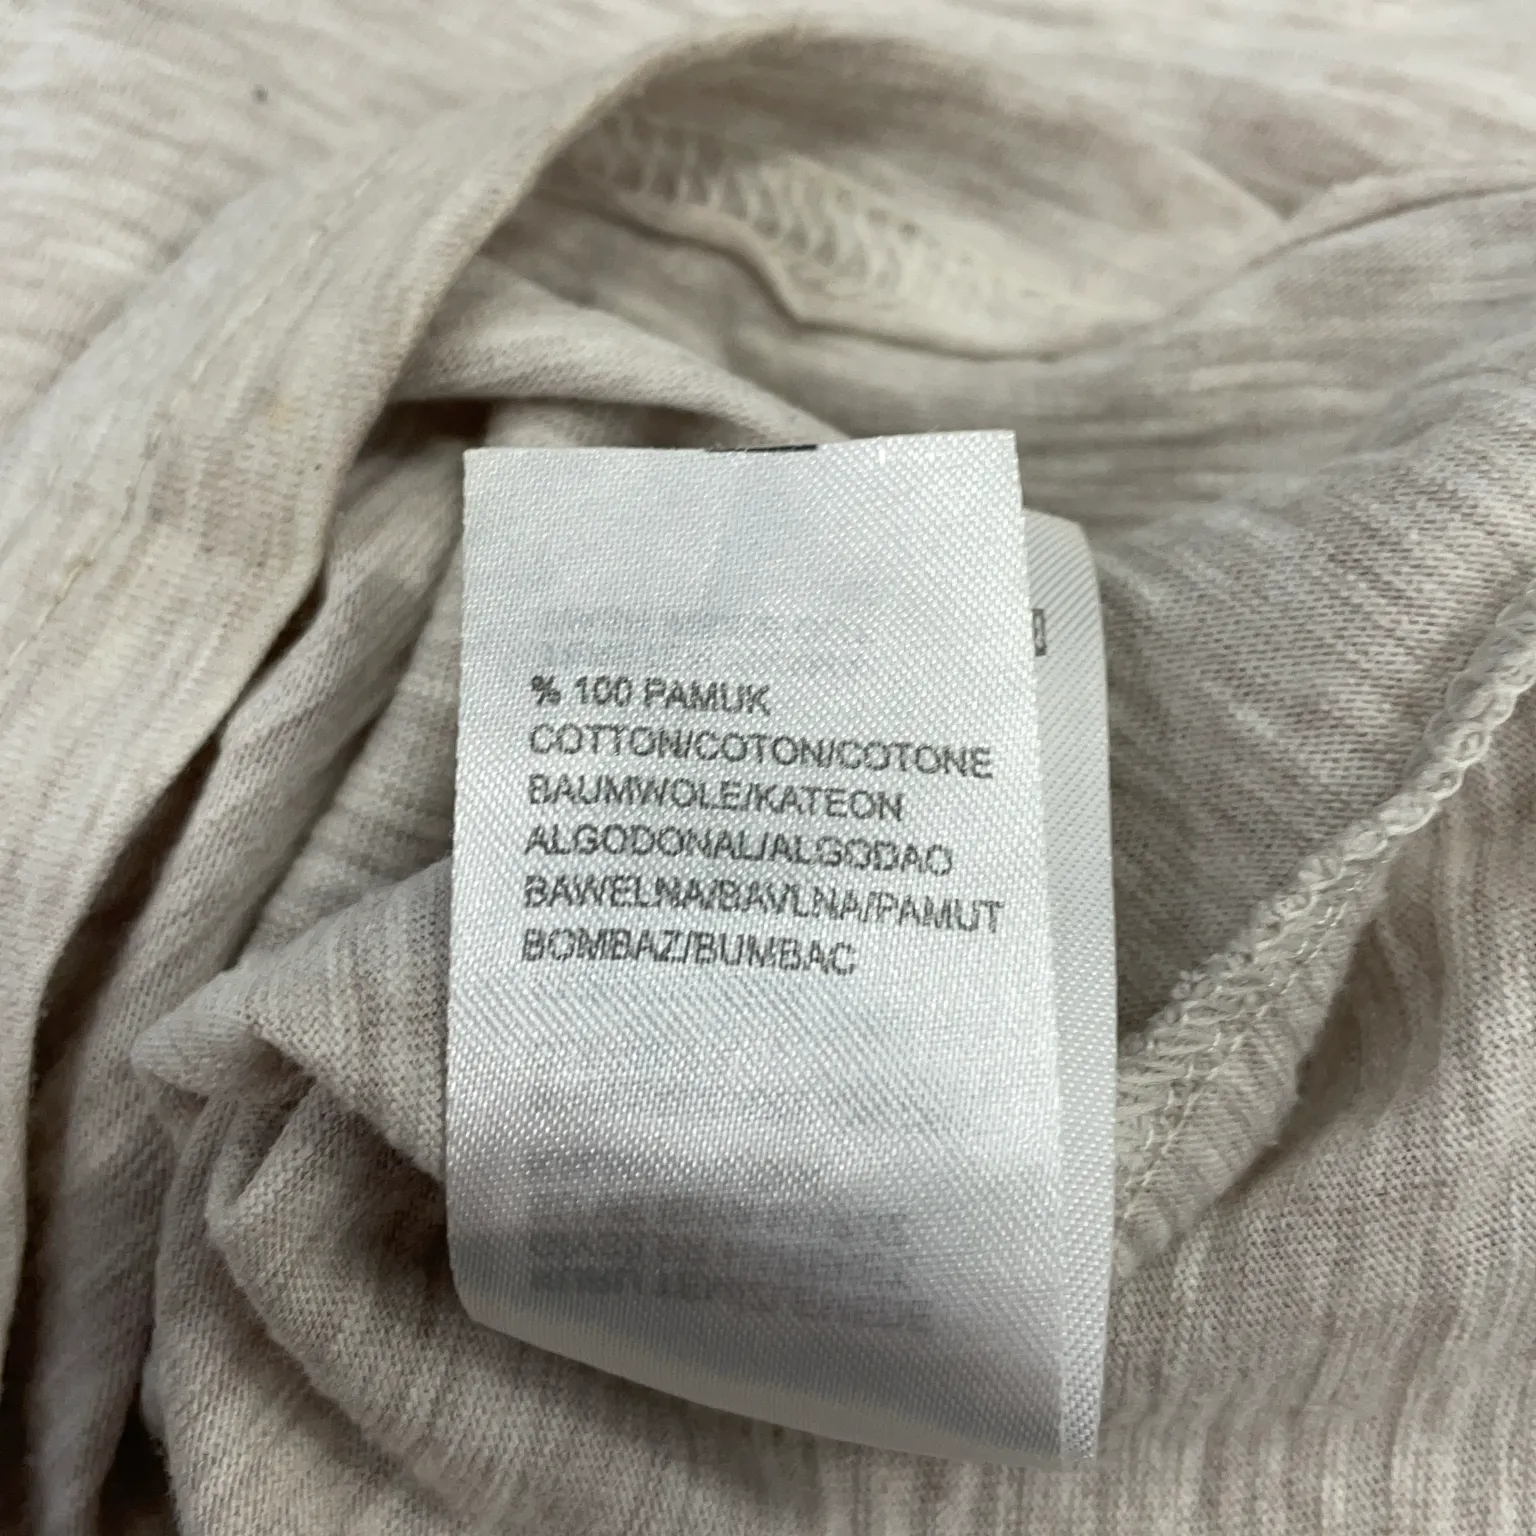 % 100 PAMUK
COTTON/COTON/COTONE
BAUMWOLE/KATEON
ALGODONAL/ALGODAO
BAWELNA/BAVLNA/PAMUT
BOMBAZ/BUMBAC